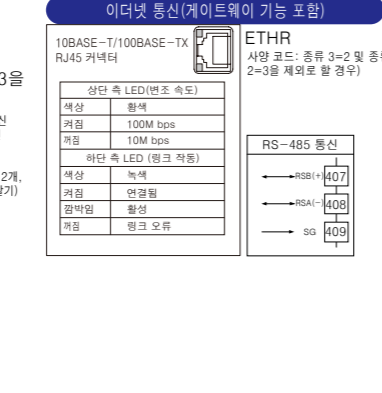 이더넷 통신(게이트웨이 기능 포함)
10BASE-T/100BASE-TX
RJ45 커넥터
ETHR
사양 코드: 종류 3=2 및 종
2=3을 제외로 할 경우)
3을
신
2개,
기)
상단 측 LED(변조 속도)
색상 황색
켜짐 100M bps
꺼짐 10M bps
하단 측 LED (링크 작동)
색상 녹색
켜짐 연결됨
깜박임 활성
꺼짐 링크 오류
RS-485 통신
RSB(+) 407
RSA(-) 408
SG 409